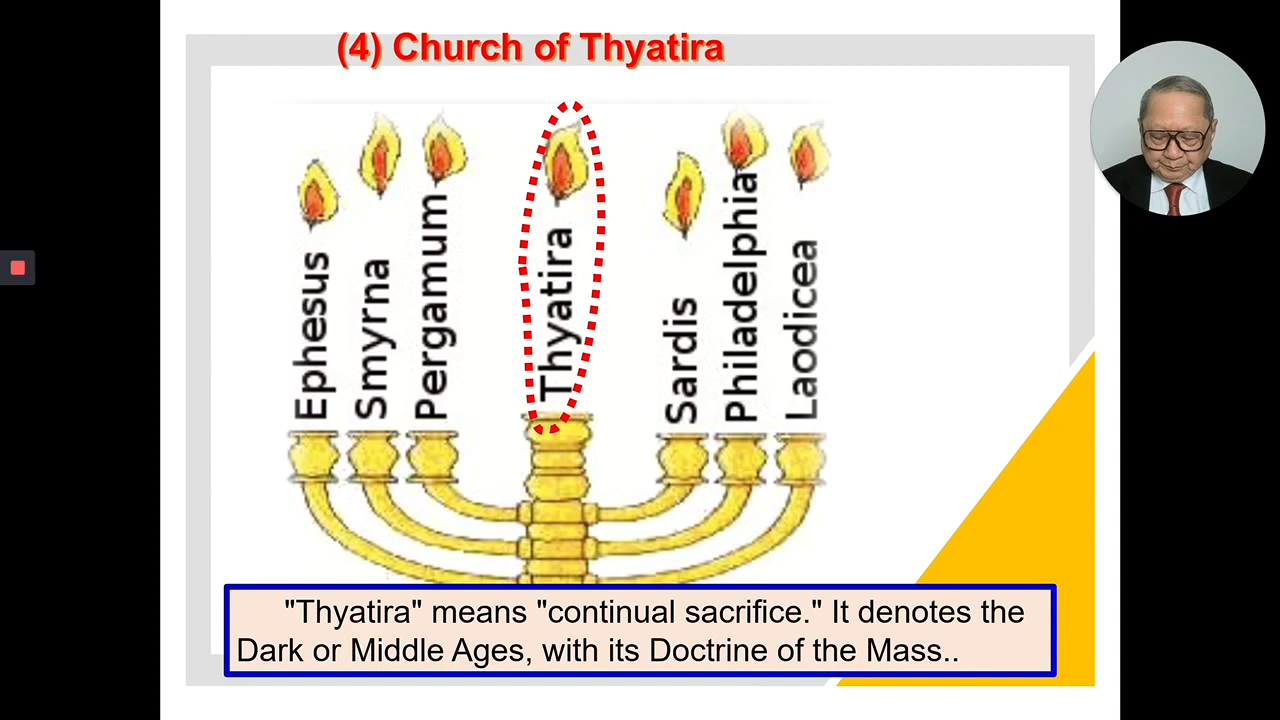 (4) Church of Thyatira
Ephesus
Smyrna
Pergamum
Thyatira
Sardis
Philadelphia
Laodicea
"Thyatira" means "continual sacrifice." It denotes the
Dark or Middle Ages, with its Doctrine of the Mass..